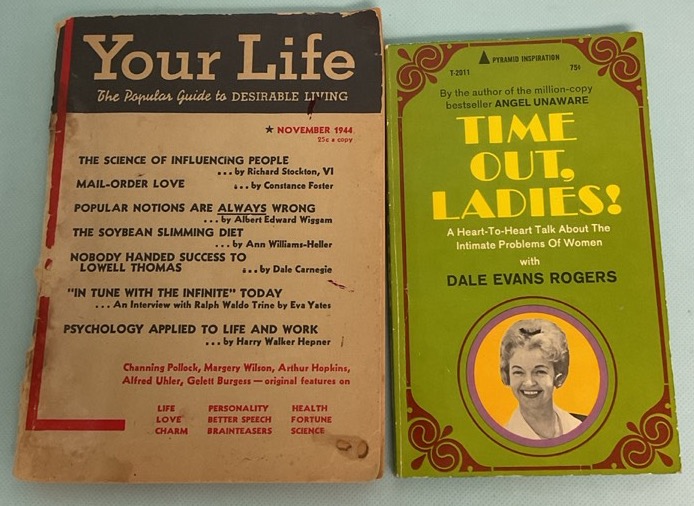 Your Life
The Popular Guide to DESIRABLE LIVING
★ NOVEMBER 1944
25c a copy
THE SCIENCE OF INFLUENCING PEOPLE
... by Richard Stockton, VI
MAIL-ORDER LOVE ... by Constance Foster
POPULAR NOTIONS ARE ALWAYS WRONG
... by Albert Edward Wiggam
THE SOYBEAN SLIMMING DIET
... by Ann Williams-Heller
NOBODY HANDED SUCCESS TO
LOWELL THOMAS ... by Dale Carnegie
"IN TUNE WITH THE INFINITE" TODAY
... An Interview with Ralph Waldo Trine by Eva Yates
PSYCHOLOGY APPLIED TO LIFE AND WORK
... by Harry Walker Hepner
Channing Pollock, Margery Wilson, Arthur Hopkins,
Alfred Uhler, Gelett Burgess — original features on
LIFE PERSONALITY HEALTH
LOVE BETTER SPEECH FORTUNE
CHARM BRAINTEASERS SCIENCE
PYRAMID INSPIRATION
T-2011 75¢
By the author of the million-copy
bestseller ANGEL UNAWARE
TIME
OUT,
LADIES!
A Heart-To-Heart Talk About The
Intimate Problems Of Women
with
DALE EVANS ROGERS